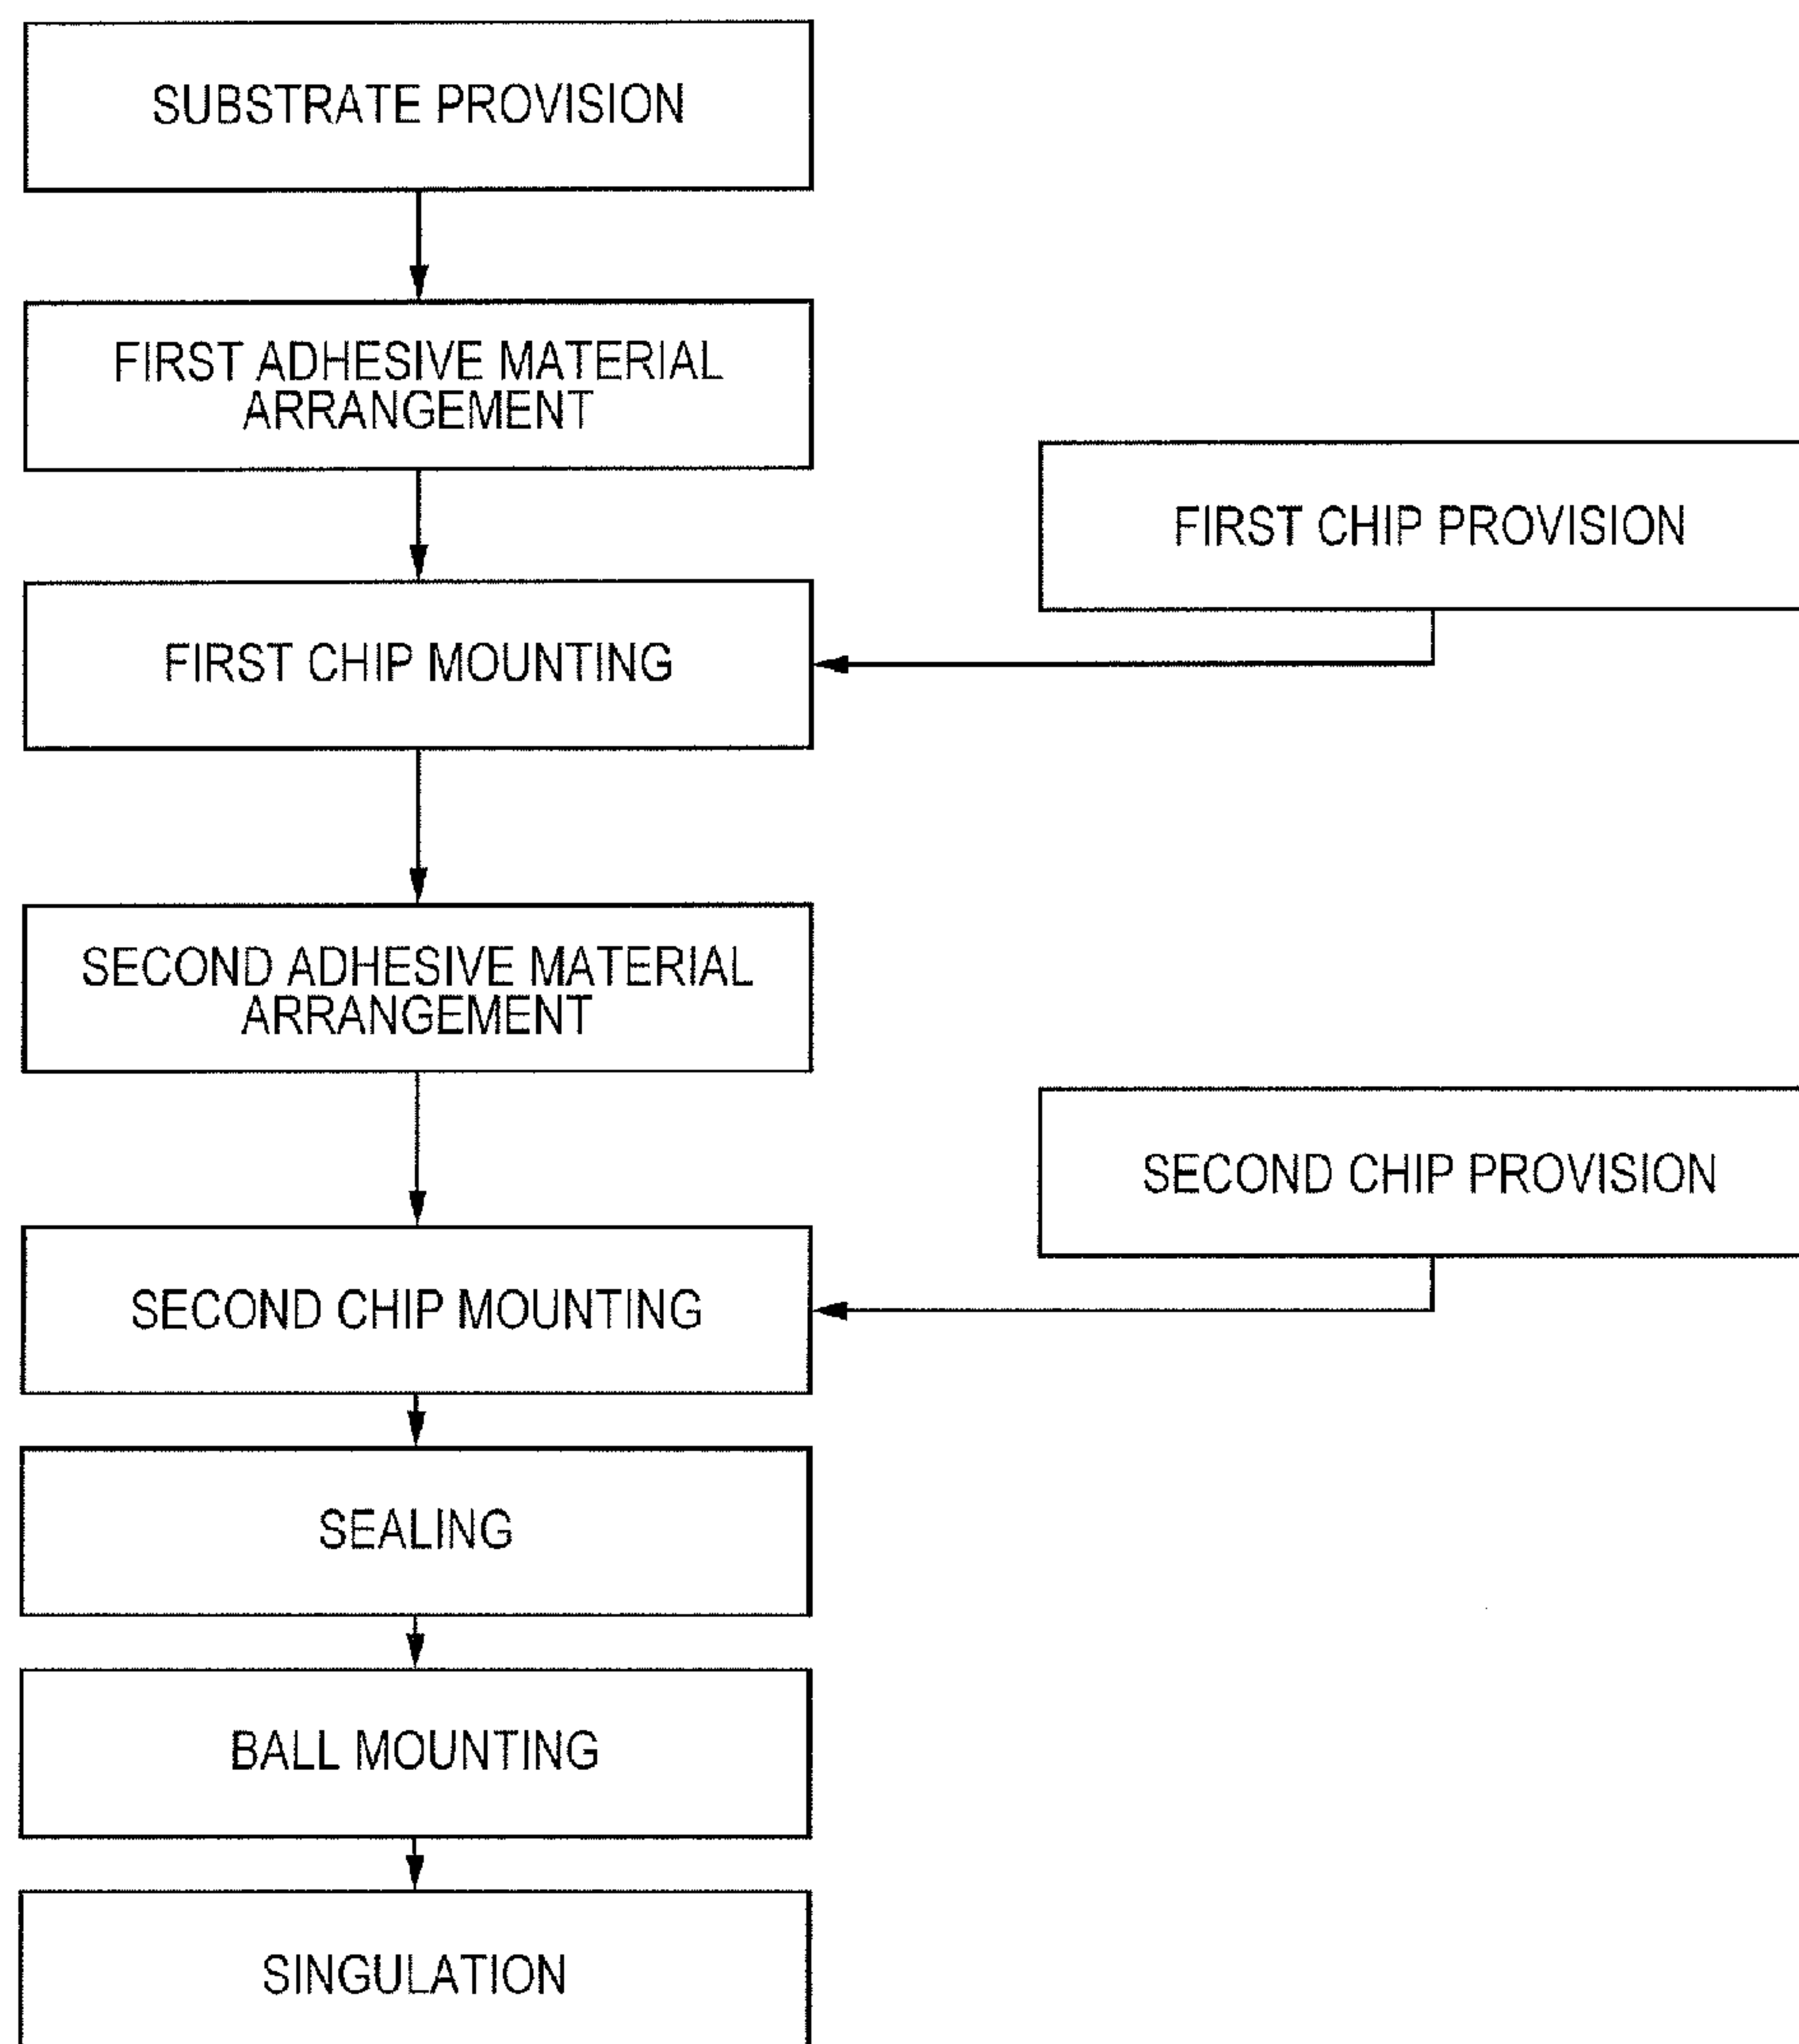 SUBSTRATE PROVISION
FIRST ADHESIVE MATERIAL
ARRANGEMENT
FIRST CHIP PROVISION
FIRST CHIP MOUNTING
SECOND ADHESIVE MATERIAL
ARRANGEMENT
SECOND CHIP PROVISION
SECOND CHIP MOUNTING
SEALING
BALL MOUNTING
SINGULATION